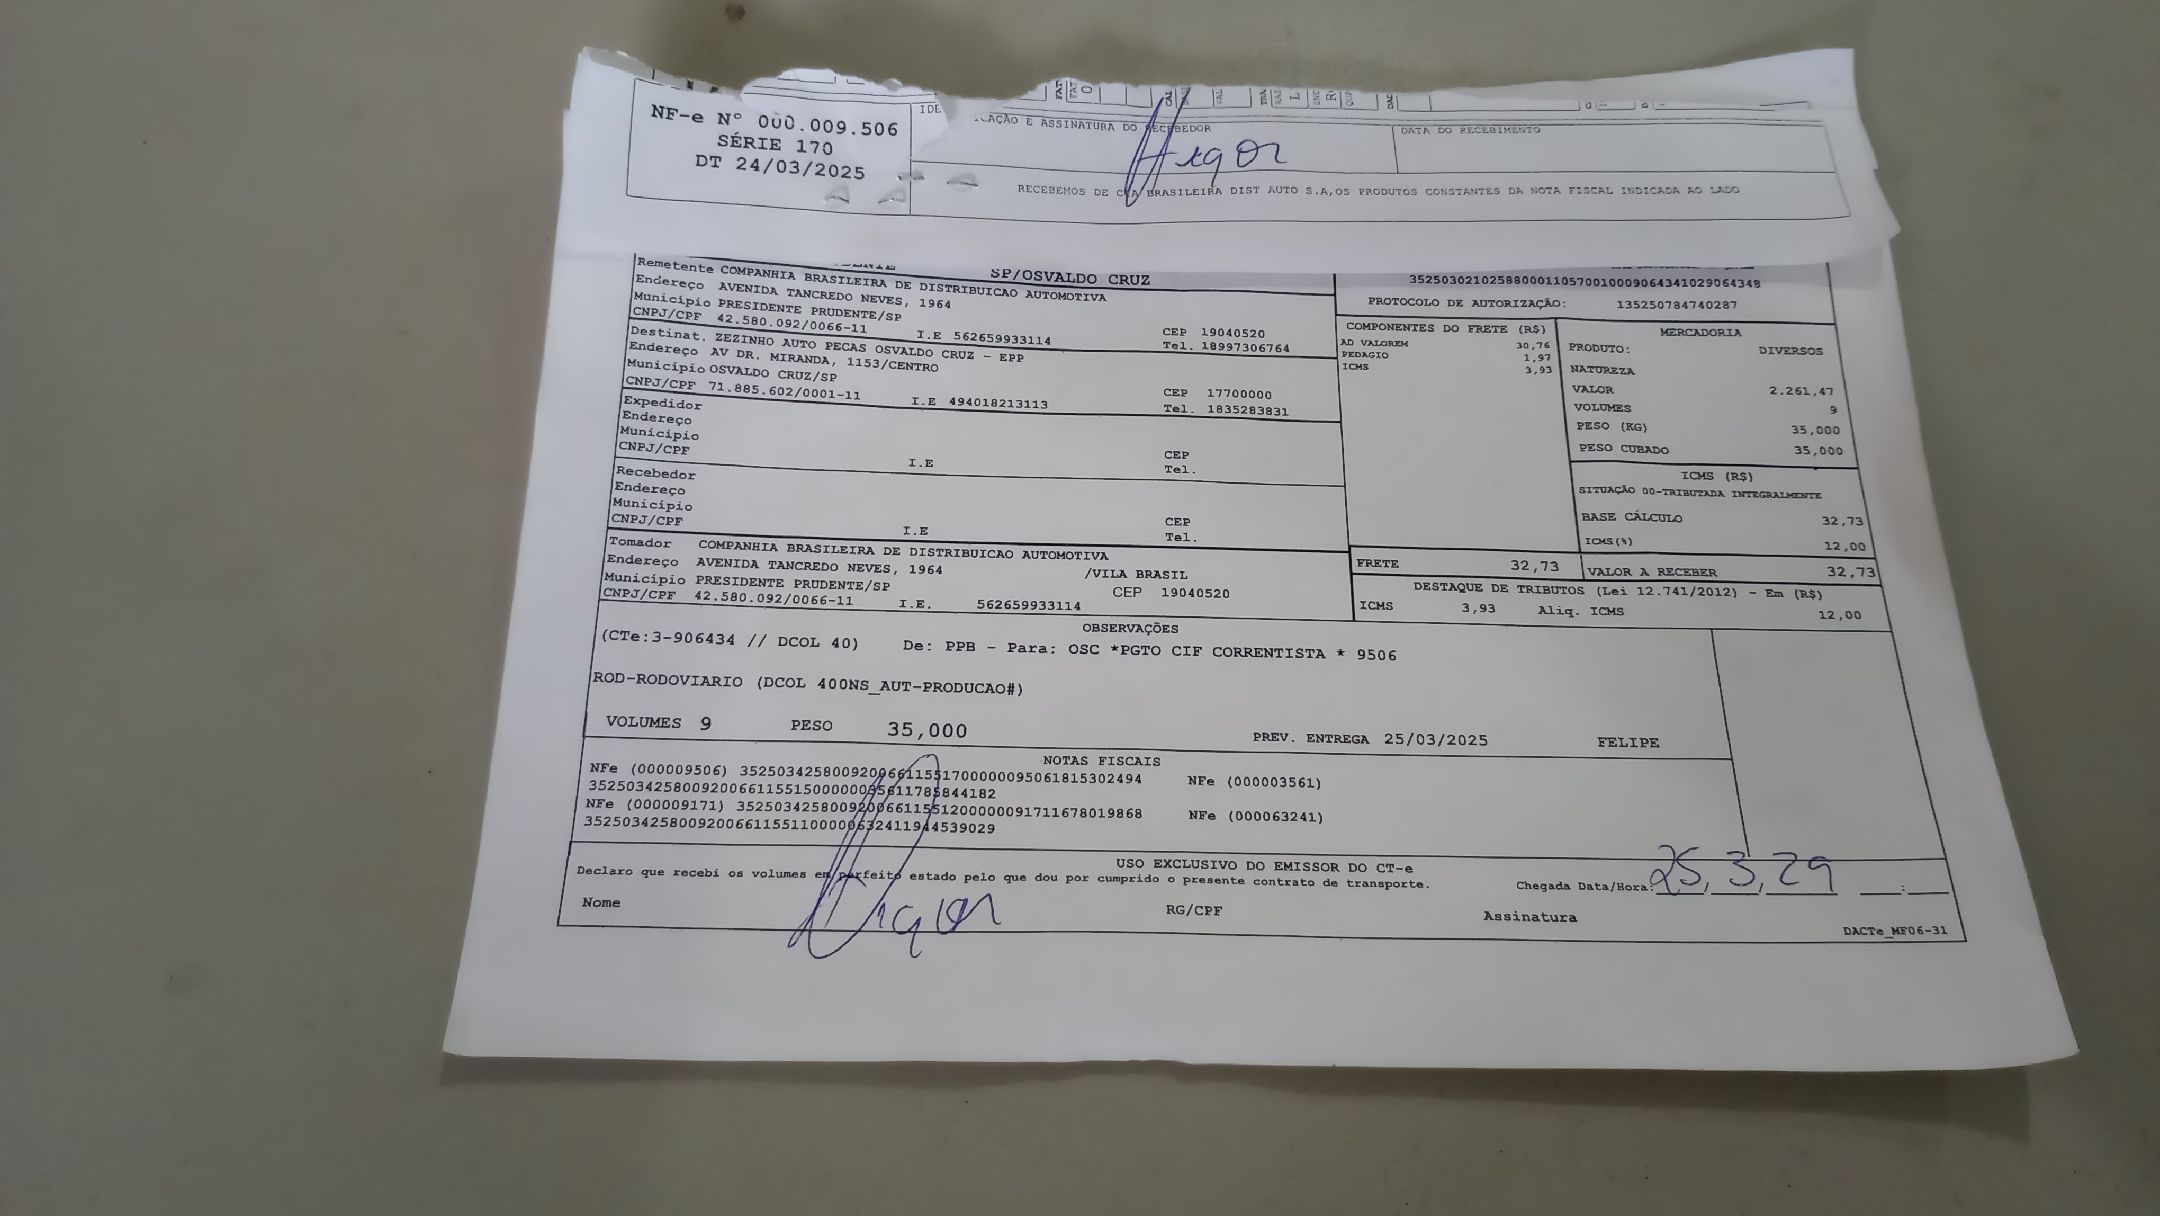 NF-e Nº 000.009.506
SÉRIE 170
DT 24/03/2025
IDE
AÇÃO E ASSINATURA DO RECEBEDOR
DATA DO RECEBIMENTO
RECEBEMOS DE CIA BRASILEIRA DIST AUTO S.A,OS PRODUTOS CONSTANTES DA NOTA FISCAL INDICADA AO LADO
SP/OSVALDO CRUZ
Remetente COMPANHIA BRASILEIRA DE DISTRIBUICAO AUTOMOTIVA
Endereço AVENIDA TANCREDO NEVES, 1964
Município PRESIDENTE PRUDENTE/SP CEP 19040520
CNPJ/CPF 42.580.092/0066-11 I.E 562659933114 Tel. 18997306764
Destinat. ZEZINHO AUTO PECAS OSVALDO CRUZ - EPP
Endereço AV DR. MIRANDA, 1153/CENTRO
Município OSVALDO CRUZ/SP CEP 17700000
CNPJ/CPF 71.885.602/0001-11 I.E 494018213113 Tel. 1835283831
Expedidor
Endereço
Município CEP
CNPJ/CPF I.E Tel.
Recebedor
Endereço
Município CEP
CNPJ/CPF I.E Tel.
Tomador COMPANHIA BRASILEIRA DE DISTRIBUICAO AUTOMOTIVA
Endereço AVENIDA TANCREDO NEVES, 1964 /VILA BRASIL
Município PRESIDENTE PRUDENTE/SP CEP 19040520
CNPJ/CPF 42.580.092/0066-11 I.E. 562659933114
35250302102588000110570010009064341029064348
PROTOCOLO DE AUTORIZAÇÃO: 135250784740287
COMPONENTES DO FRETE (R$)
AD VALOREM 30,76
PEDAGIO 1,97
ICMS 3,93
MERCADORIA
PRODUTO: DIVERSOS
NATUREZA
VALOR 2.261,47
VOLUMES 9
PESO (KG) 35,000
PESO CUBADO 35,000
ICMS (R$)
SITUAÇÃO 00-TRIBUTADA INTEGRALMENTE
BASE CÁLCULO 32,73
ICMS(%) 12,00
FRETE 32,73 VALOR A RECEBER 32,73
DESTAQUE DE TRIBUTOS (Lei 12.741/2012) - Em (R$)
ICMS 3,93 Aliq. ICMS 12,00
OBSERVAÇÕES
(CTe:3-906434 // DCOL 40) De: PPB - Para: OSC *PGTO CIF CORRENTISTA * 9506
ROD-RODOVIARIO (DCOL 400NS_AUT-PRODUCAO#)
VOLUMES 9 PESO 35,000 PREV. ENTREGA 25/03/2025 FELIPE
NOTAS FISCAIS
NFe (000009506) 35250342580092006611551700000095061815302494 NFe (000003561)
35250342580092006611551500000035611785844182
NFe (000009171) 35250342580092006611551200000091711678019868 NFe (000063241)
35250342580092006611551100000632411944539029
USO EXCLUSIVO DO EMISSOR DO CT-e
Declaro que recebi os volumes em perfeito estado pelo que dou por cumprido o presente contrato de transporte. Chegada Data/Hora: 25, 3, 29
Nome RG/CPF Assinatura
DACTe_MF06-31